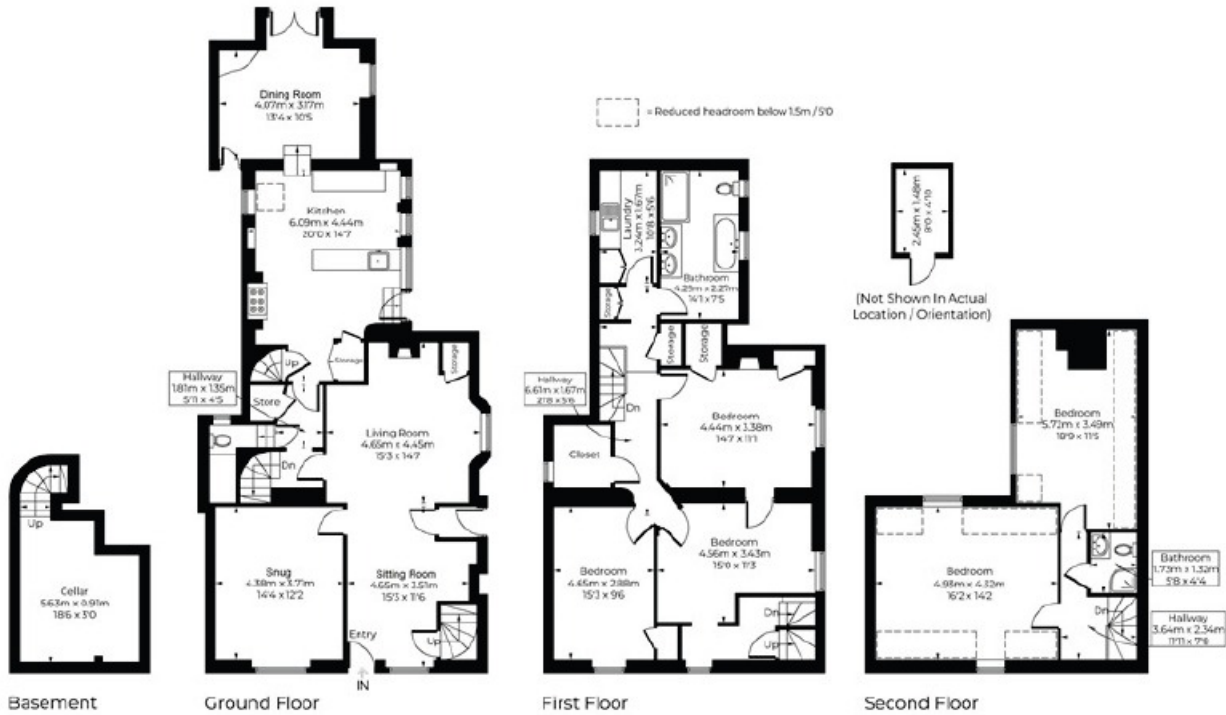 Dining Room
4.07m x 3.17m
13'4 x 10'5
= Reduced headroom below 1.5m / 5'0
Kitchen
6.09m x 4.44m
20'0 x 14'7
Storage
Up
Hallway
1.81m x 1.35m
5'11 x 4'5
Store
Storage
Living Room
4.65m x 4.45m
15'3 x 14'7
Dn
Snug
4.38m x 3.71m
14'4 x 12'2
Sitting Room
4.65m x 3.51m
15'3 x 11'6
Entry
Up
IN
Up
Cellar
5.63m x 0.91m
18'6 x 3'0
Laundry
3.24m x 1.67m
10'8 x 5'6
Bathroom
4.29m x 2.27m
14'1 x 7'5
Storage
Storage
Storage
Hallway
6.61m x 1.67m
21'8 x 5'6
Dn
Closet
Bedroom
4.44m x 3.38m
14'7 x 11'1
Bedroom
4.65m x 2.88m
15'3 x 9'6
Bedroom
4.56m x 3.43m
15'0 x 11'3
Dn
Up
2.45m x 1.48m
8'0 x 4'10
(Not Shown In Actual
Location / Orientation)
Bedroom
5.72m x 3.49m
18'9 x 11'5
Bedroom
4.93m x 4.32m
16'2 x 14'2
Bathroom
1.73m x 1.32m
5'8 x 4'4
Dn
Hallway
3.64m x 2.34m
11'11 x 7'8
Basement
Ground Floor
First Floor
Second Floor